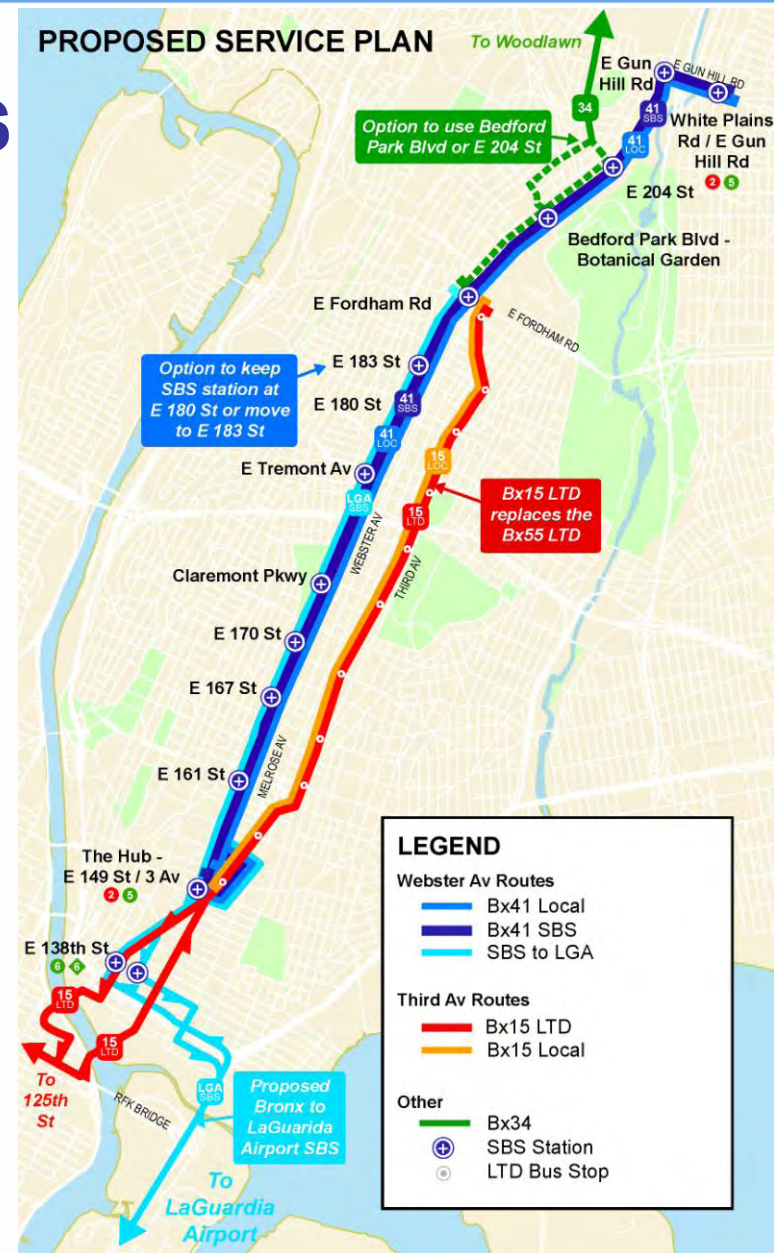 S
PROPOSED SERVICE PLAN
To Woodlawn
E Gun
Hill Rd
E GUN HILL RD
34
41
SBS
41
LOC
White Plains
Rd / E Gun
Hill Rd
2 5
Option to use Bedford
Park Blvd or E 204 St
E 204 St
Bedford Park Blvd -
Botanical Garden
E Fordham Rd
E FORDHAM RD
E 183 St
Option to keep
SBS station at
E 180 St or move
to E 183 St
E 180 St
41
SBS
41
LOC
E Tremont Av
LGA
SBS
WEBSTER AV
15
LOC
15
LTD
Bx15 LTD
replaces the
Bx55 LTD
THIRD AV
Claremont Pkwy
E 170 St
E 167 St
MELROSE AV
E 161 St
The Hub -
E 149 St / 3 Av
2 5
E 138th St
6 6
15
LTD
15
LTD
To
125th
St
RFK BRIDGE
LGA
SBS
Proposed
Bronx to
LaGuarida
Airport SBS
To
LaGuardia
Airport
LEGEND
Webster Av Routes
Bx41 Local
Bx41 SBS
SBS to LGA
Third Av Routes
Bx15 LTD
Bx15 Local
Other
Bx34
SBS Station
LTD Bus Stop